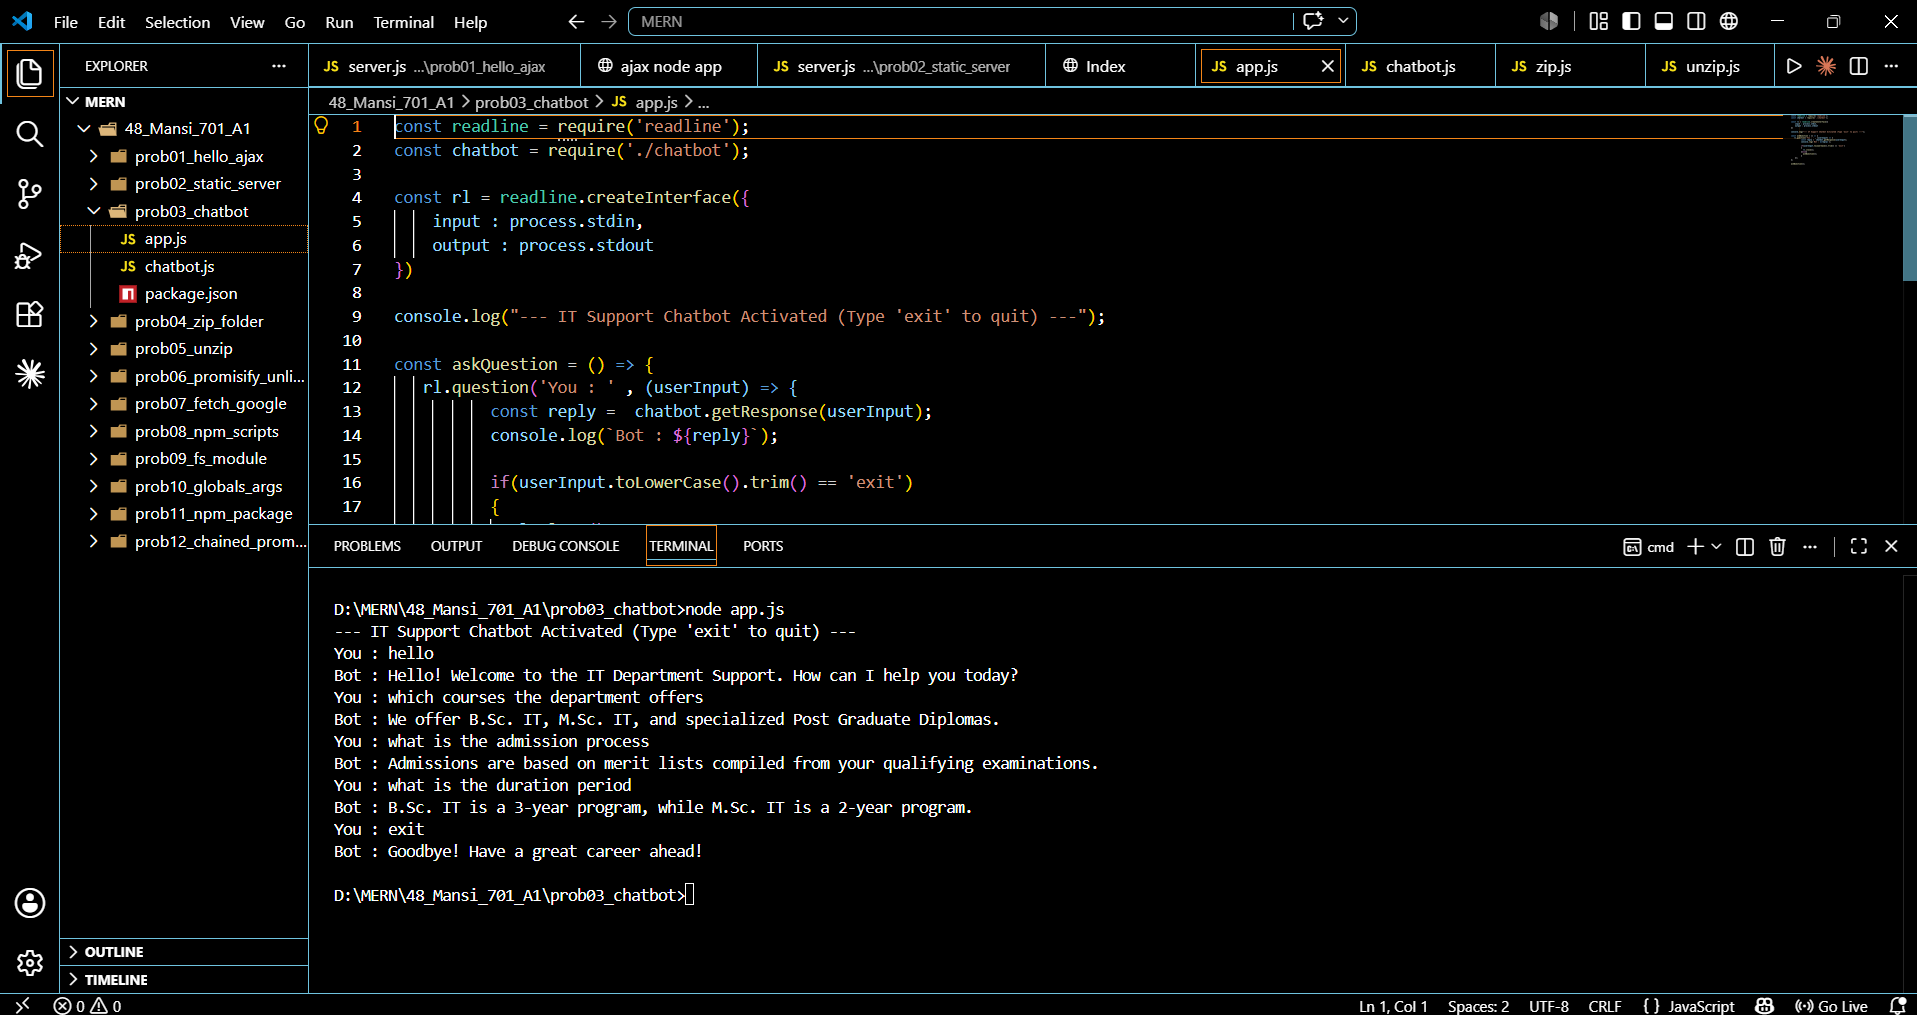 File Edit Selection View Go Run Terminal Help
MERN
EXPLORER
MERN
48_Mansi_701_A1
prob01_hello_ajax
prob02_static_server
prob03_chatbot
JS app.js
JS chatbot.js
package.json
prob04_zip_folder
prob05_unzip
prob06_promisify_unli...
prob07_fetch_google
prob08_npm_scripts
prob09_fs_module
prob10_globals_args
prob11_npm_package
prob12_chained_prom...
OUTLINE
TIMELINE
JS server.js ...\prob01_hello_ajax
ajax node app
JS server.js ...\prob02_static_server
Index
JS app.js
JS chatbot.js
JS zip.js
JS unzip.js
48_Mansi_701_A1 > prob03_chatbot > JS app.js > ...
1 const readline = require('readline');
2 const chatbot = require('./chatbot');
3
4 const rl = readline.createInterface({
5 input : process.stdin,
6 output : process.stdout
7 })
8
9 console.log("--- IT Support Chatbot Activated (Type 'exit' to quit) ---");
10
11 const askQuestion = () => {
12 rl.question('You : ' , (userInput) => {
13 const reply =  chatbot.getResponse(userInput);
14 console.log(`Bot : ${reply}`);
15
16 if(userInput.toLowerCase().trim() == 'exit')
17 {
PROBLEMS OUTPUT DEBUG CONSOLE TERMINAL PORTS
cmd
D:\MERN\48_Mansi_701_A1\prob03_chatbot>node app.js
--- IT Support Chatbot Activated (Type 'exit' to quit) ---
You : hello
Bot : Hello! Welcome to the IT Department Support. How can I help you today?
You : which courses the department offers
Bot : We offer B.Sc. IT, M.Sc. IT, and specialized Post Graduate Diplomas.
You : what is the admission process
Bot : Admissions are based on merit lists compiled from your qualifying examinations.
You : what is the duration period
Bot : B.Sc. IT is a 3-year program, while M.Sc. IT is a 2-year program.
You : exit
Bot : Goodbye! Have a great career ahead!
D:\MERN\48_Mansi_701_A1\prob03_chatbot>
0 0
Ln 1, Col 1 Spaces: 2 UTF-8 CRLF { } JavaScript Go Live